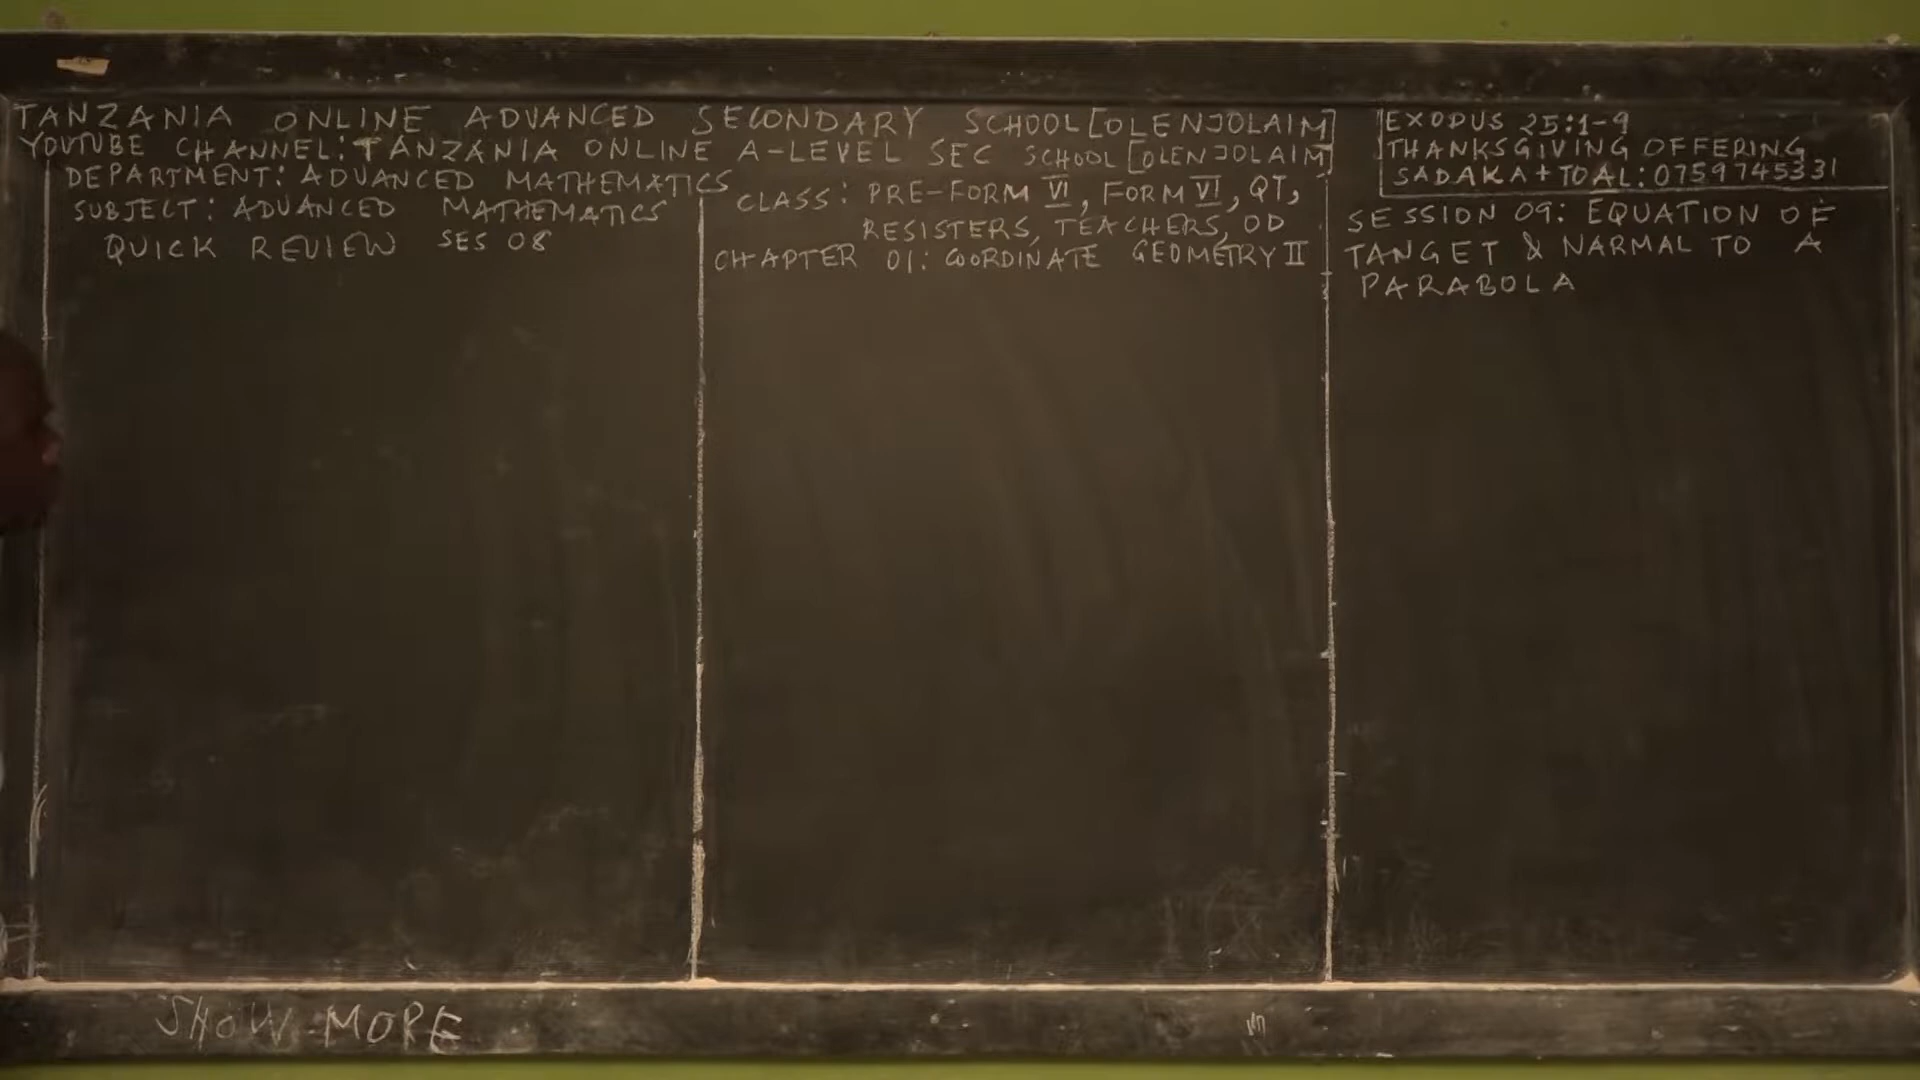 TANZANIA ONLINE ADVANCED SECONDARY SCHOOL [OLENJOLAIM]
YOUTUBE CHANNEL: TANZANIA ONLINE A-LEVEL SEC SCHOOL [OLENJOLAIM]
DEPARTMENT: ADVANCED MATHEMATICS
SUBJECT: ADVANCED MATHEMATICS
QUICK REVIEW SES 08
CLASS: PRE-FORM VI, FORM VI, QT,
RESISTERS, TEACHERS, OD
CHAPTER 01: COORDINATE GEOMETRY II
EXODUS 25:1-9
THANKSGIVING OFFERING
SADAKA + TO AL: 0759745331
SESSION 09: EQUATION OF
TANGET & NARMAL TO A
PARABOLA
SHOW MORE